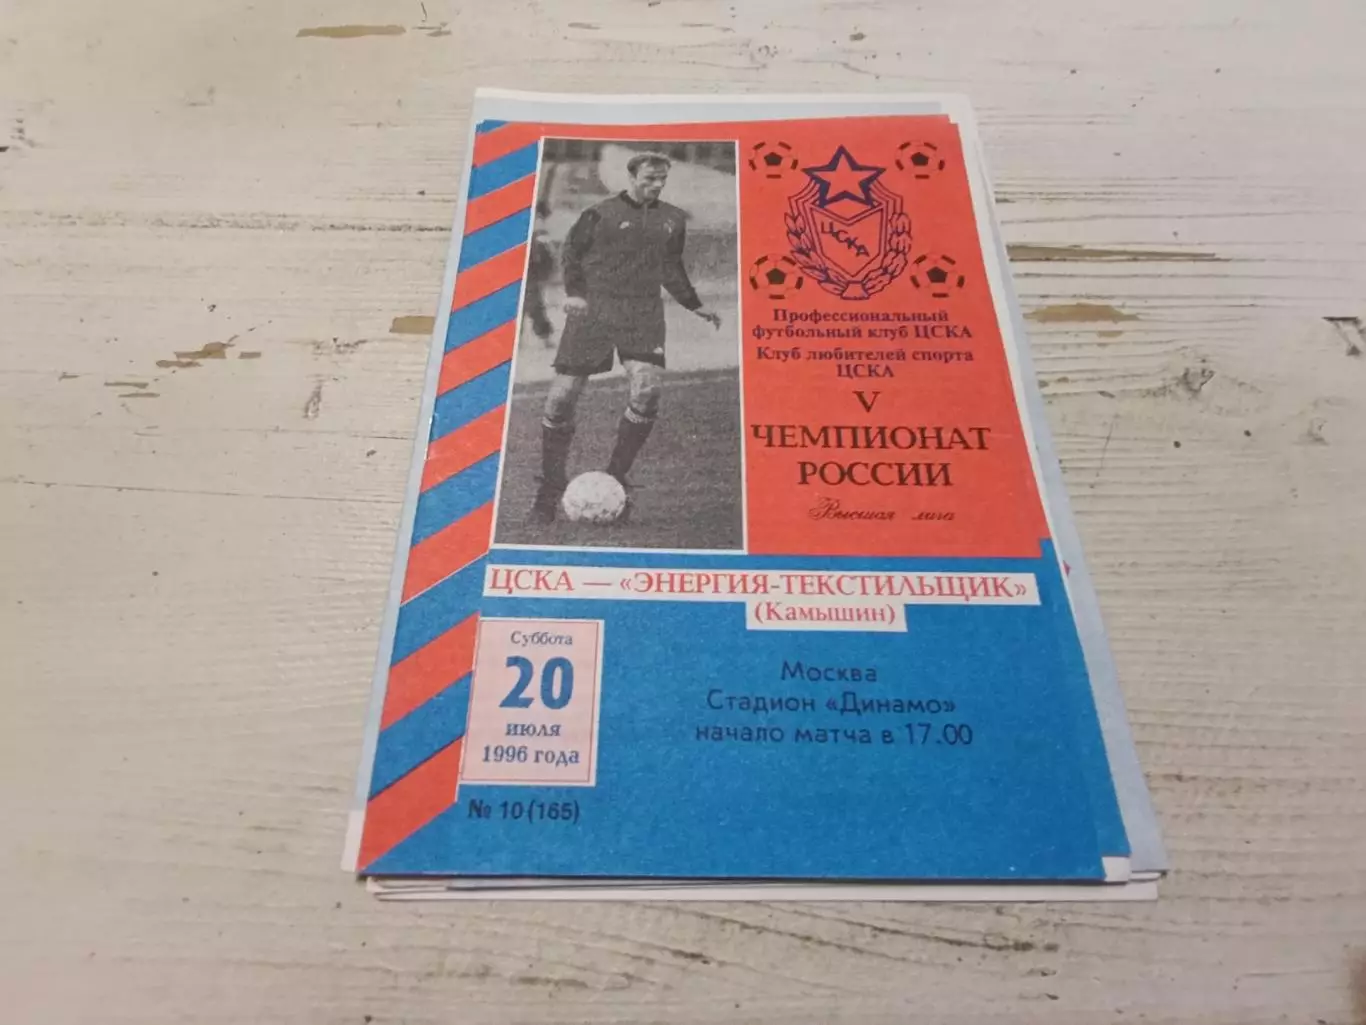 ЦСКА
Профессиональный
футбольный клуб ЦСКА
Клуб любителей спорта
ЦСКА
V
ЧЕМПИОНАТ
РОССИИ
Высшая лига
ЦСКА — «ЭНЕРГИЯ-ТЕКСТИЛЬЩИК»
(Камышин)
Суббота
20
июля
1996 года
Москва
Стадион «Динамо»
начало матча в 17.00
№ 10 (165)